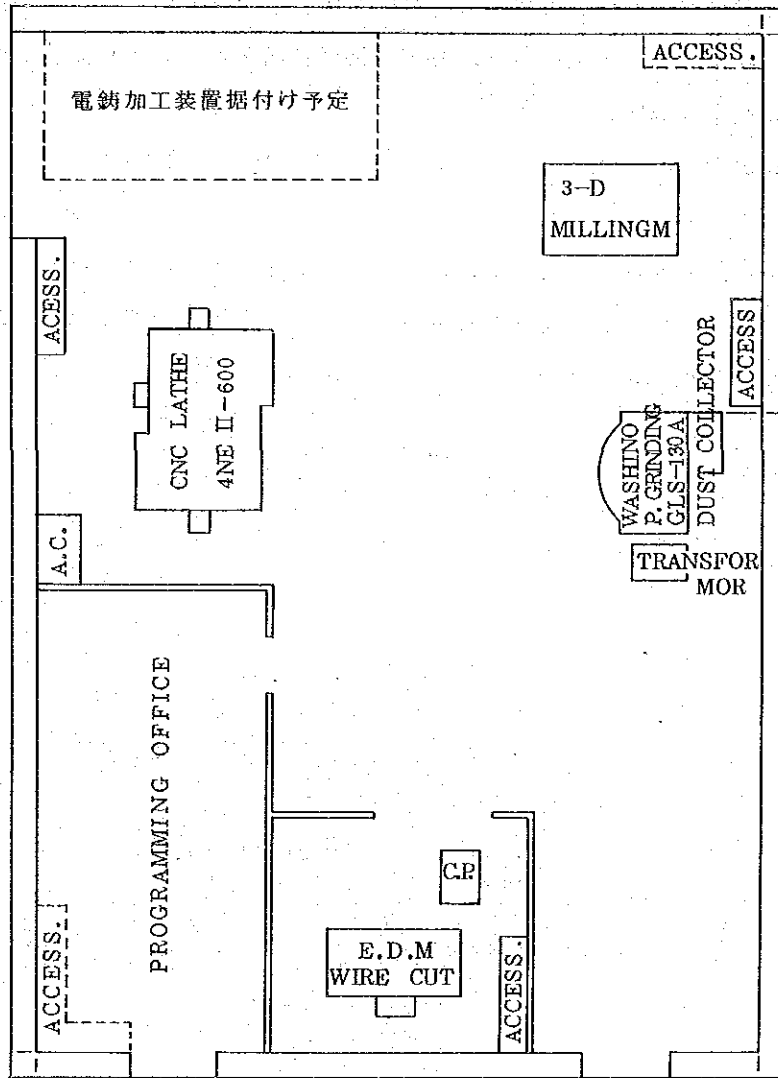 ACCESS.
電鋳加工装置据付け予定
3-D
MILLINGM
ACESS.
CNC LATHE
4NE II-600
ACCESS
WASHINO
P. GRINDING
GLS-130A
DUST COLLECTOR
A.C.
TRANSFOR
MOR
PROGRAMMING OFFICE
C.P.
E.D.M
WIRE CUT
ACCESS.
ACCESS.